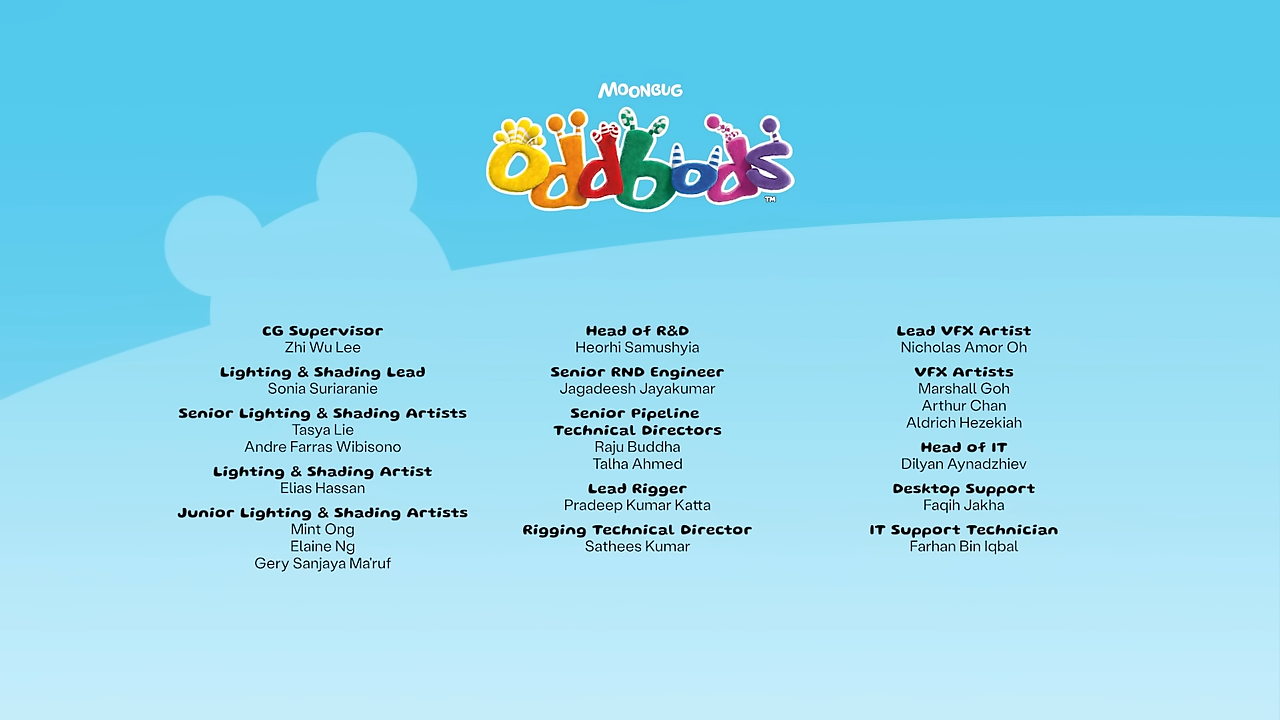 MOONBUG
oddbods
TM
CG Supervisor
Zhi Wu Lee
Lighting & Shading Lead
Sonia Suriaranie
Senior Lighting & Shading Artists
Tasya Lie
Andre Farras Wibisono
Lighting & Shading Artist
Elias Hassan
Junior Lighting & Shading Artists
Mint Ong
Elaine Ng
Gery Sanjaya Ma'ruf
Head of R&D
Heorhi Samushyia
Senior RND Engineer
Jagadeesh Jayakumar
Senior Pipeline
Technical Directors
Raju Buddha
Talha Ahmed
Lead Rigger
Pradeep Kumar Katta
Rigging Technical Director
Sathees Kumar
Lead VFX Artist
Nicholas Amor Oh
VFX Artists
Marshall Goh
Arthur Chan
Aldrich Hezekiah
Head of IT
Dilyan Aynadzhiev
Desktop Support
Faqih Jakha
IT Support Technician
Farhan Bin Iqbal